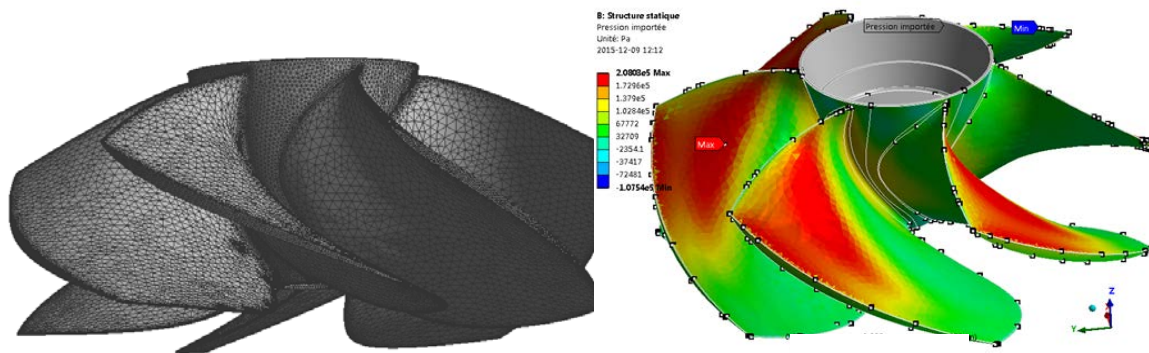 B: Structure statique
Pression importée
Unité: Pa
2015-12-09 12:12
2.0803e5 Max
1.7296e5
1.379e5
1.0284e5
67772
32709
-2354.1
-37417
-72481
-1.0754e5 Min
Pression importée
Min
Max
Z
Y